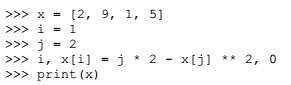 >>> x = [2, 9, 1, 5]
>>> i = 1
>>> j = 2
>>> i, x[i] = j * 2 - x[j] ** 2, 0
>>> print(x)